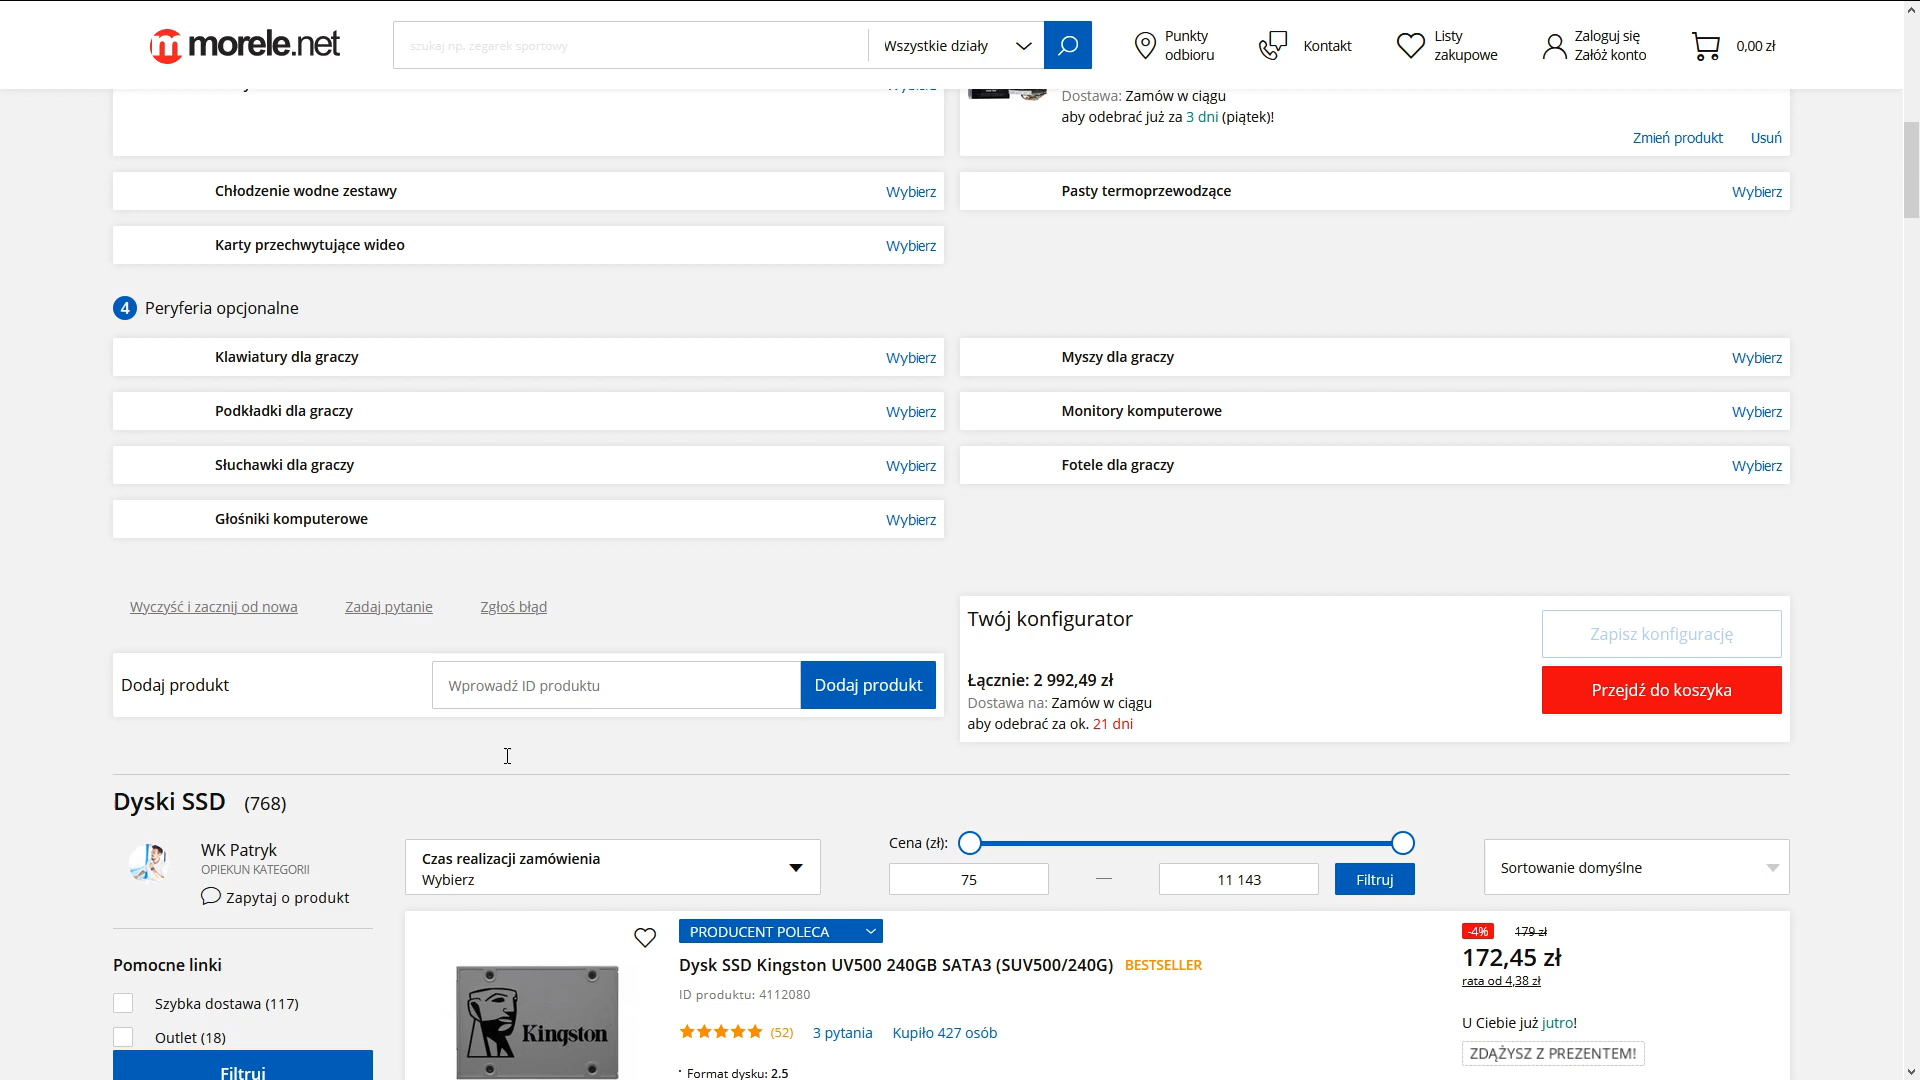 morele.net
szukaj np. zegarek sportowy
Wszystkie działy
Punkty
odbioru
Kontakt
Listy
zakupowe
Zaloguj się
Załóż konto
0,00 zł
Dostawa: Zamów w ciągu
aby odebrać już za 3 dni (piątek)!
Zmień produkt
Usuń
Chłodzenie wodne zestawy
Wybierz
Pasty termoprzewodzące
Wybierz
Karty przechwytujące wideo
Wybierz
4 Peryferia opcjonalne
Klawiatury dla graczy
Wybierz
Myszy dla graczy
Wybierz
Podkładki dla graczy
Wybierz
Monitory komputerowe
Wybierz
Słuchawki dla graczy
Wybierz
Fotele dla graczy
Wybierz
Głośniki komputerowe
Wybierz
Wyczyść i zacznij od nowa
Zadaj pytanie
Zgłoś błąd
Dodaj produkt
Wprowadź ID produktu
Dodaj produkt
Twój konfigurator
Zapisz konfigurację
Łącznie: 2 992,49 zł
Dostawa na: Zamów w ciągu
aby odebrać za ok. 21 dni
Przejdź do koszyka
Dyski SSD (768)
WK Patryk
OPIEKUN KATEGORII
Zapytaj o produkt
Czas realizacji zamówienia
Wybierz
Cena (zł):
75
—
11 143
Filtruj
Sortowanie domyślne
Pomocne linki
Szybka dostawa (117)
Outlet (18)
Filtruj
PRODUCENT POLECA
Dysk SSD Kingston UV500 240GB SATA3 (SUV500/240G) BESTSELLER
ID produktu: 4112080
(52)
3 pytania
Kupiło 427 osób
Format dysku: 2.5
Kingston
-4%
179 zł
172,45 zł
rata od 4,38 zł
U Ciebie już jutro!
ZDĄŻYSZ Z PREZENTEM!